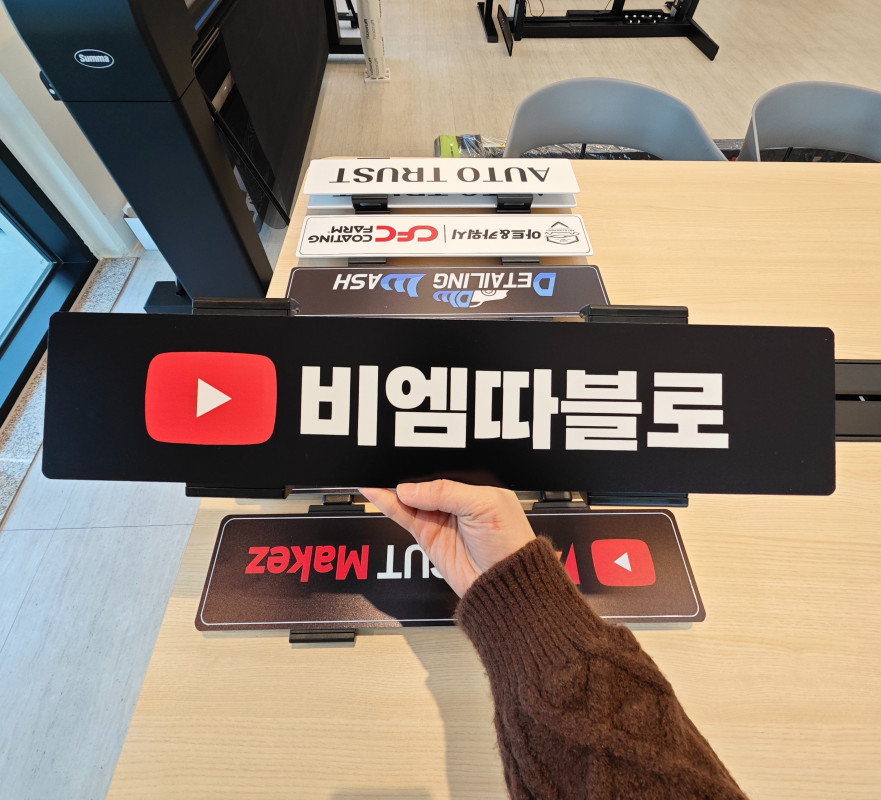 Summa
AUTO TRUST
아트&카워시 CFC COATING FARM
DETAILING WASH
비엠따블로
Makez